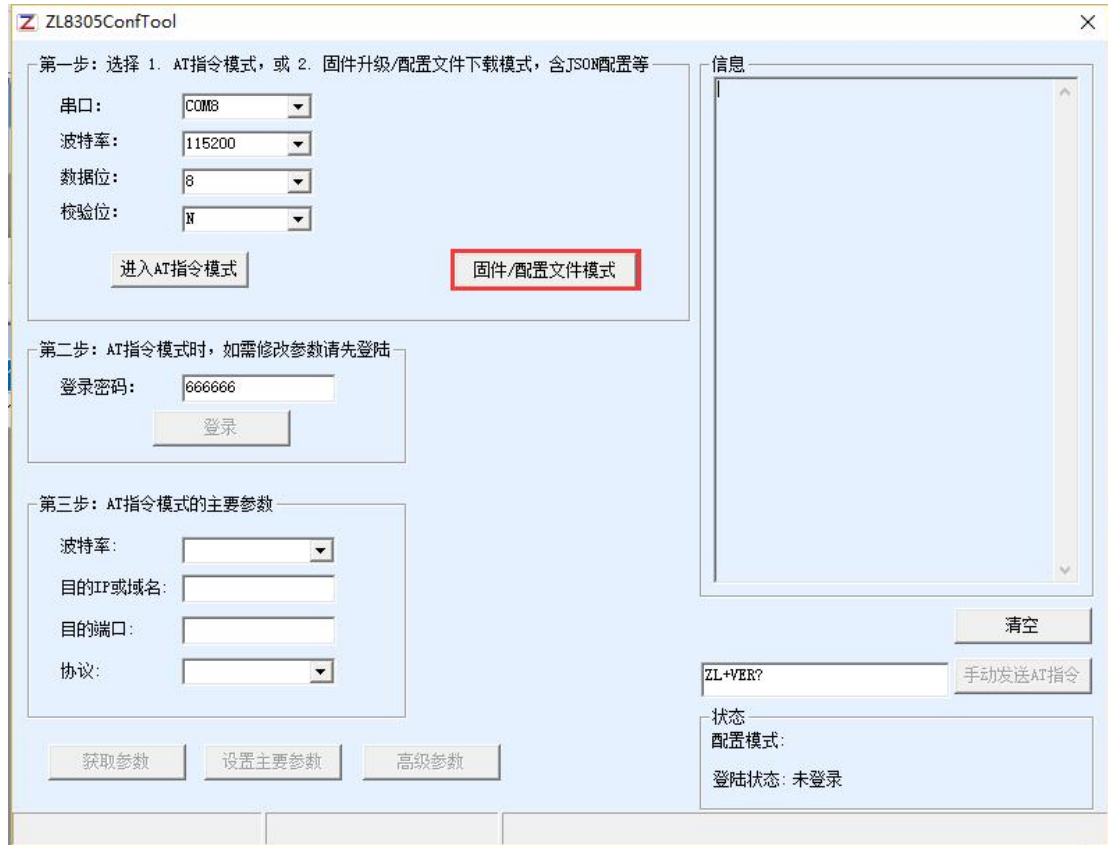 ZL8305ConfTool
第一步：选择 1. AT指令模式，或 2. 固件升级/配置文件下载模式，含JSON配置等
串口： COM8
波特率： 115200
数据位： 8
校验位： N
进入AT指令模式 固件/配置文件模式
第二步：AT指令模式时，如需修改参数请先登陆
登录密码： 666666
登录
第三步：AT指令模式的主要参数
波特率：
目的IP或域名：
目的端口：
协议：
获取参数 设置主要参数 高级参数
信息
清空
ZL+VER? 手动发送AT指令
状态
配置模式：
登陆状态：未登录